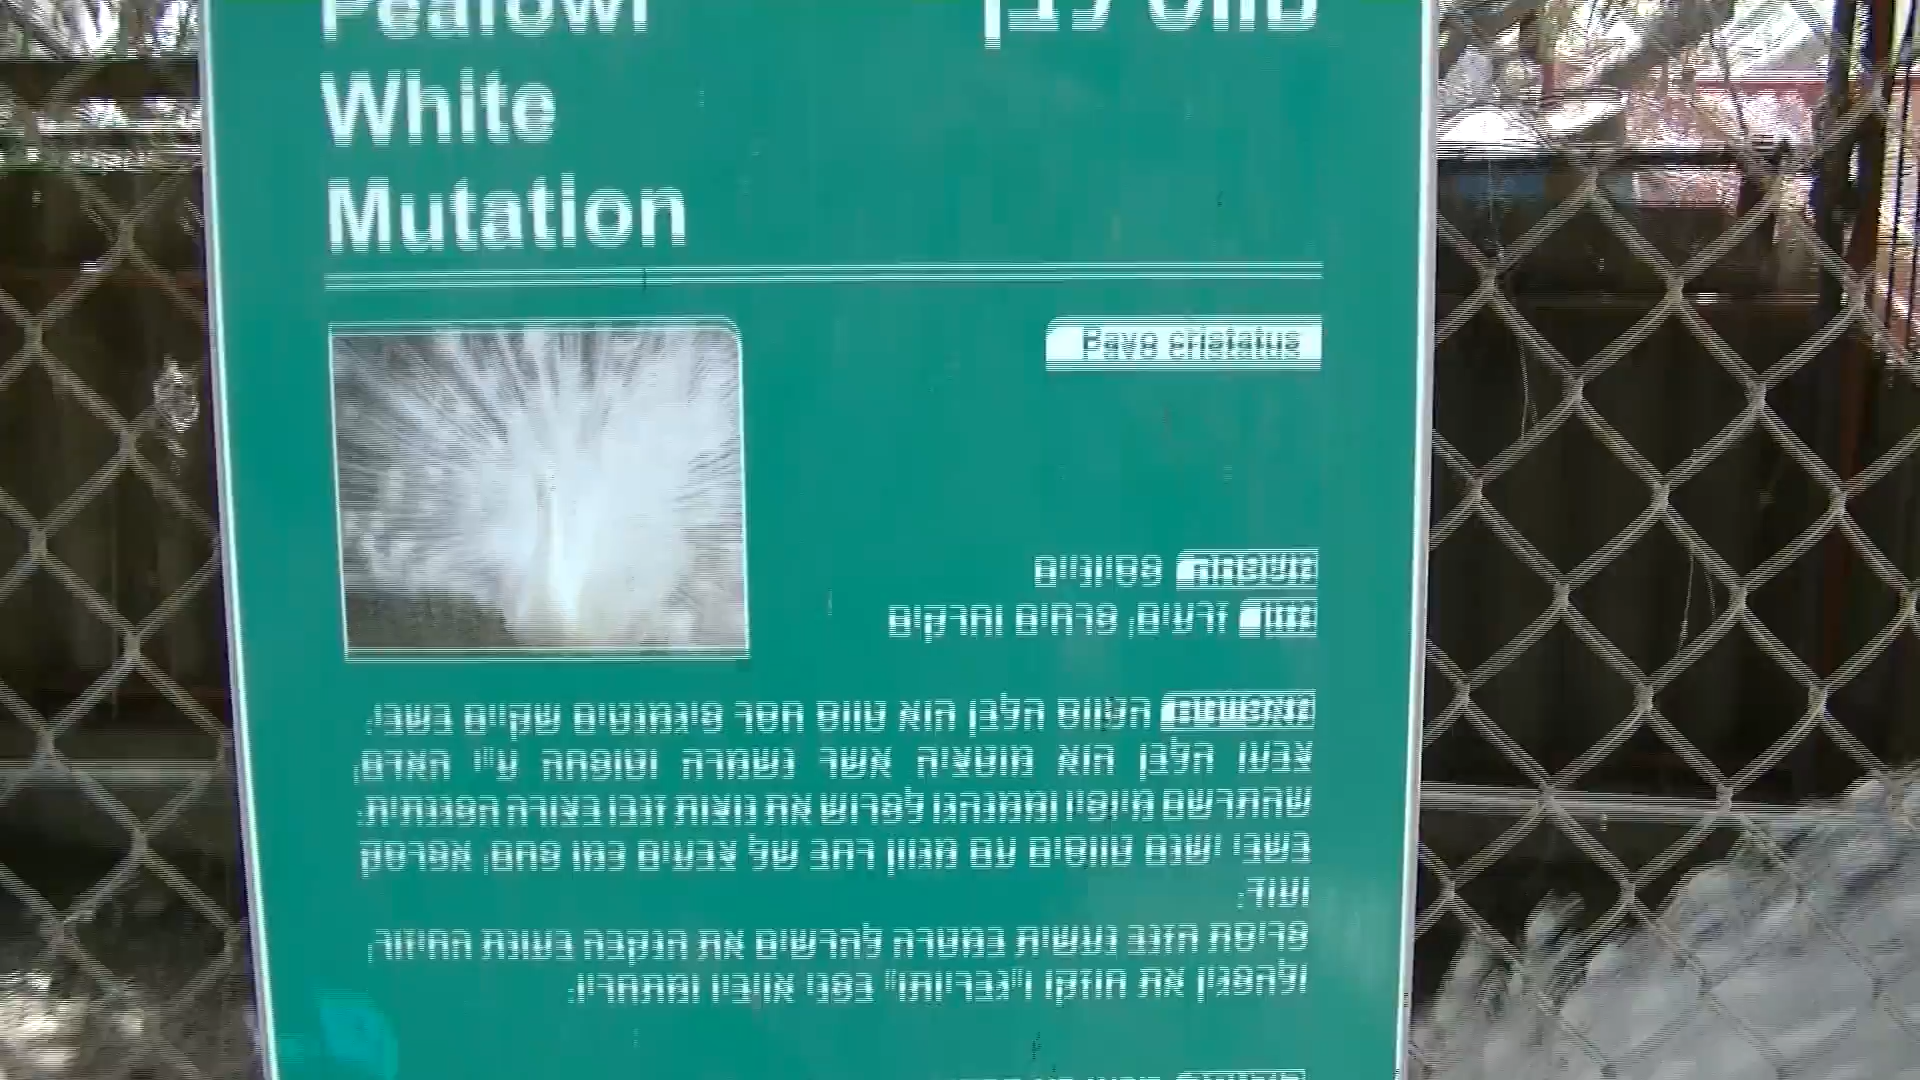 Peafowl
טווס לבן
White
Mutation
Pavo cristatus
משפחה פסיוניים
מזון זרעים, פרחים וחרקים
מאפיינים הטווס הלבן הוא טווס חסר פיגמנטים שקיים בשבי.
צבעו הלבן הוא מוטציה אשר נשמרה וטופחה ע"י האדם,
שהתרשם מיופיו וממנהגו לפרוש את נוצות זנבו בצורה הפגנתית.
בשבי ישנם טווסים עם מגוון רחב של צבעים כמו פחם, אפרסק
ועוד.
פריסת הזנב נעשית במטרה להרשים את הנקבה בעונת החיזור,
ולהפגין את חוזקו ו"גבריותו" בפני אויביו ומתחריו.